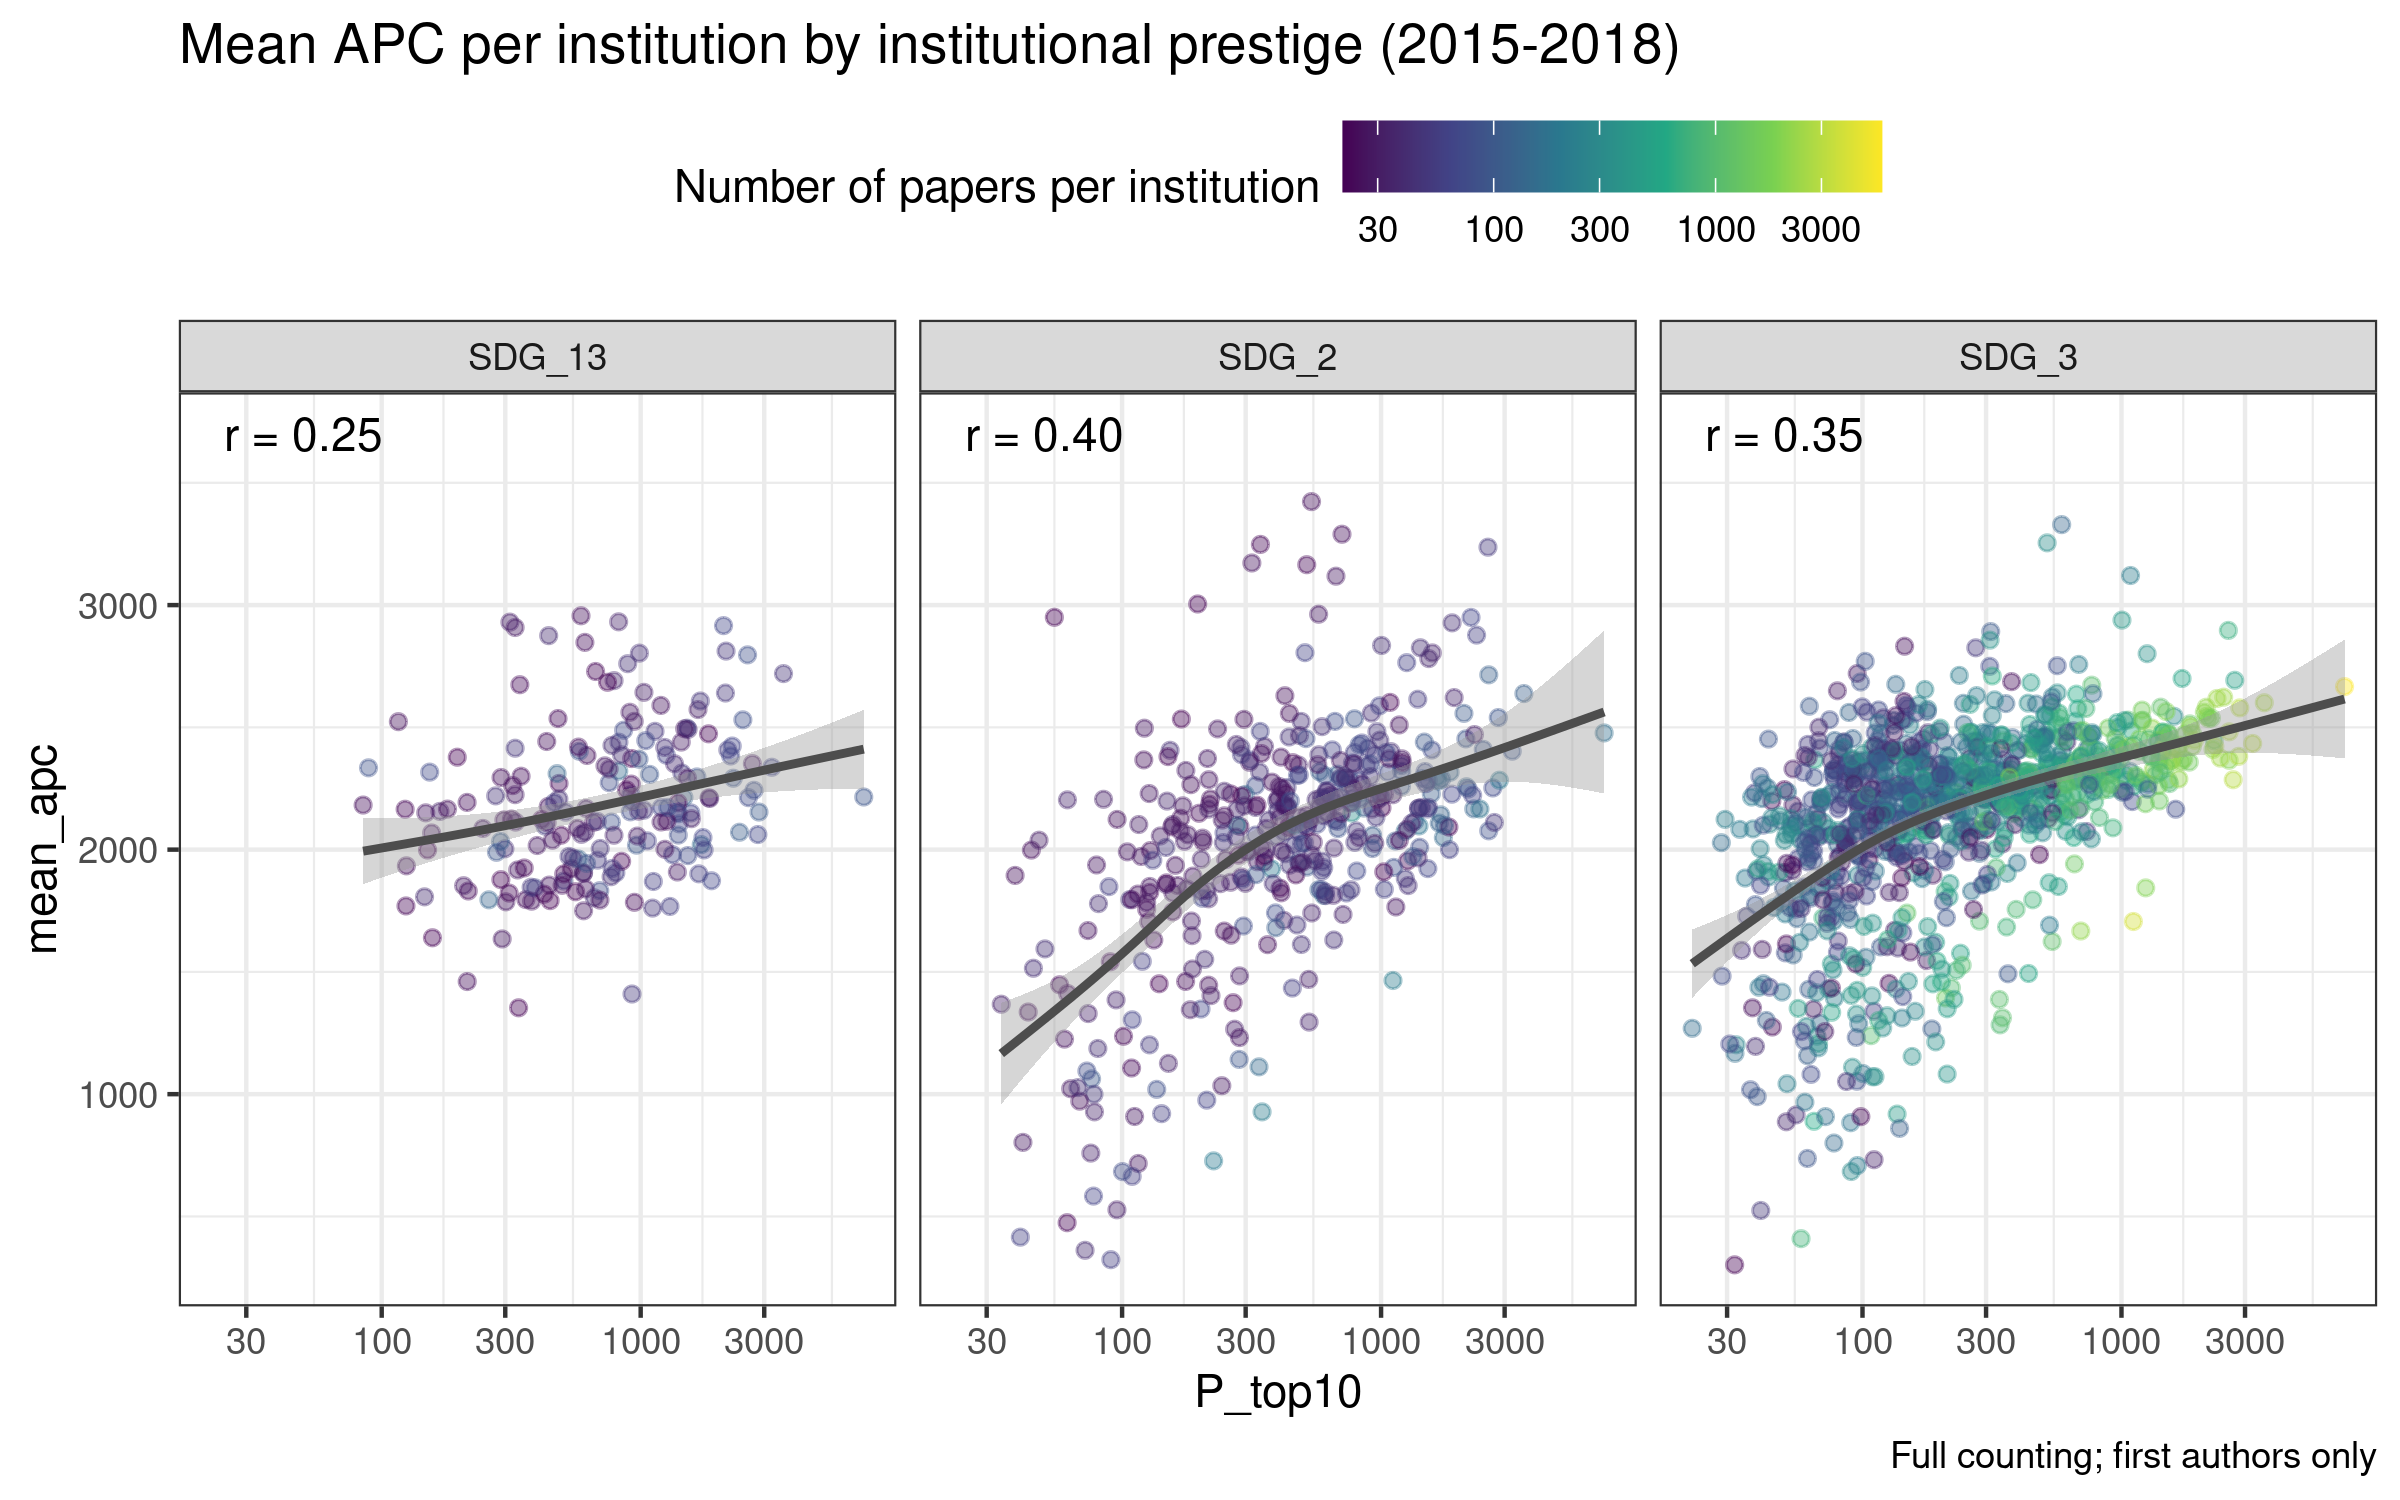 Mean APC per institution by institutional prestige (2015-2018)
Number of papers per institution
30 100 300 1000 3000
SDG_13 SDG_2 SDG_3
r = 0.25 r = 0.40 r = 0.35
mean_apc
3000
2000
1000
30 100 300 1000 3000 30 100 300 1000 3000 30 100 300 1000 3000
P_top10
Full counting; first authors only